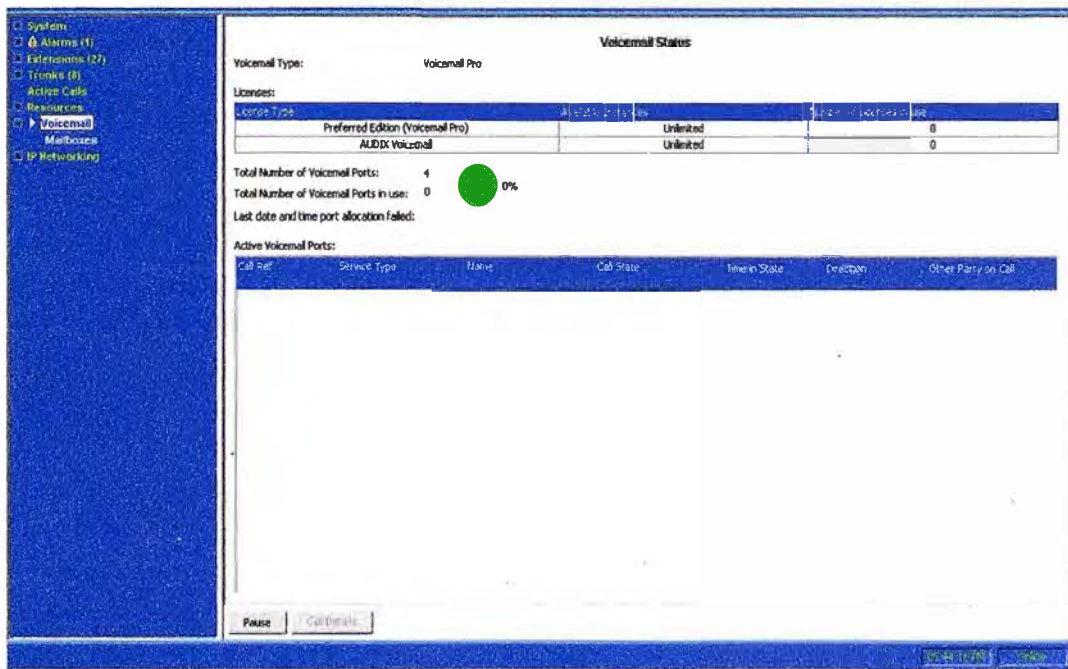 System
Alarms (1)
Extensions (27)
Trunks (8)
Active Calls
Resources
Voicemail
Mailboxes
IP Networking
Voicemail Status
Voicemail Type: Voicemail Pro
Licenses:
License Type
Preferred Edition (Voicemail Pro) Unlimited 0
AUDIX Voicemail Unlimited 0
Total Number of Voicemail Ports: 4
0%
Total Number of Voicemail Ports in use: 0
Last date and time port allocation failed:
Active Voicemail Ports:
Call Ref Service Type Name Call State Time in State Direction Other Party on Call
Pause Call Details
Online